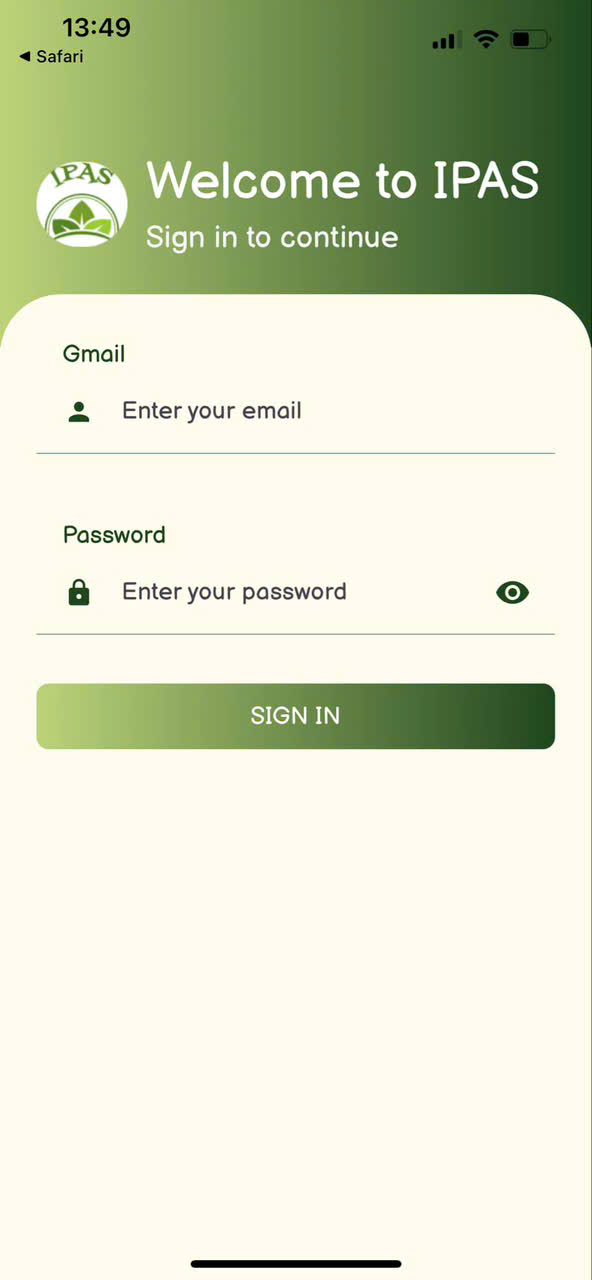 13:49
◀ Safari
IPAS
Welcome to IPAS
Sign in to continue
Gmail
Enter your email
Password
Enter your password
SIGN IN